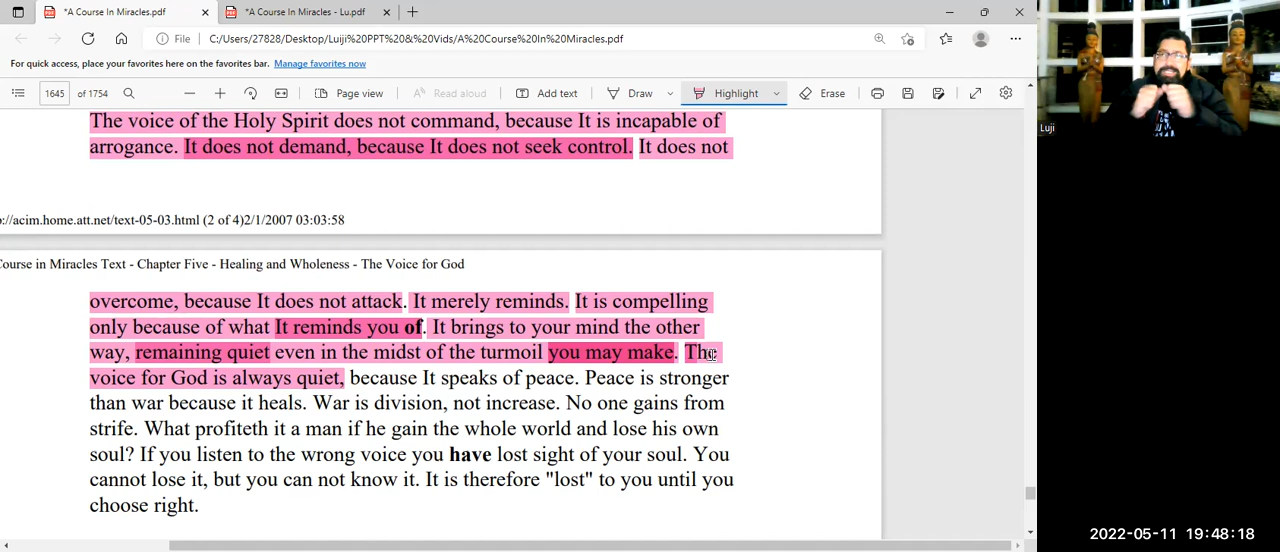 *A Course In Miracles.pdf
*A Course In Miracles - Lu.pdf
File C:/Users/27828/Desktop/Luiji%20PPT%20&%20Vids/A%20Course%20In%20Miracles.pdf
For quick access, place your favorites here on the favorites bar. Manage favorites now
1645 of 1754 Page view Read aloud Add text Draw Highlight Erase
The voice of the Holy Spirit does not command, because It is incapable of
arrogance. It does not demand, because It does not seek control. It does not
://acim.home.att.net/text-05-03.html (2 of 4)2/1/2007 03:03:58
Course in Miracles Text - Chapter Five - Healing and Wholeness - The Voice for God
overcome, because It does not attack. It merely reminds. It is compelling
only because of what It reminds you of. It brings to your mind the other
way, remaining quiet even in the midst of the turmoil you may make. The
voice for God is always quiet, because It speaks of peace. Peace is stronger
than war because it heals. War is division, not increase. No one gains from
strife. What profiteth it a man if he gain the whole world and lose his own
soul? If you listen to the wrong voice you have lost sight of your soul. You
cannot lose it, but you can not know it. It is therefore "lost" to you until you
choose right.
Luji
2022-05-11 19:48:18